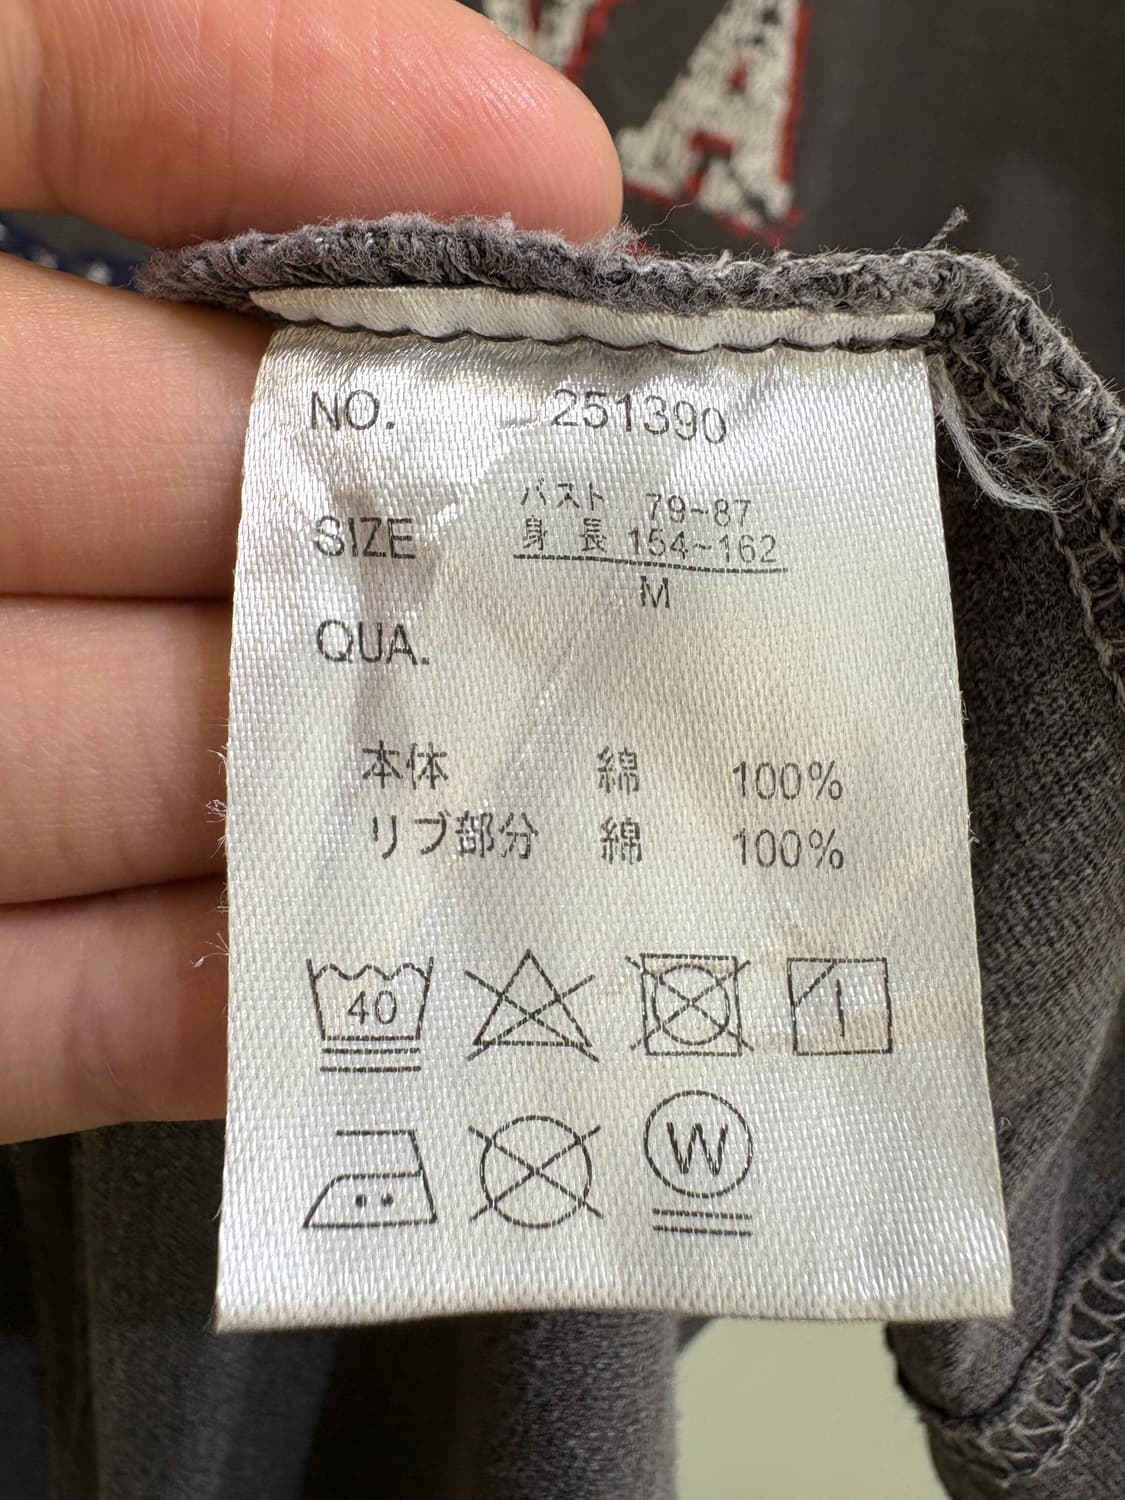 VA
NO. 251390
バスト 79~87
SIZE 身長 154~162
M
QUA.
本体 綿 100%
リブ部分 綿 100%
40
W